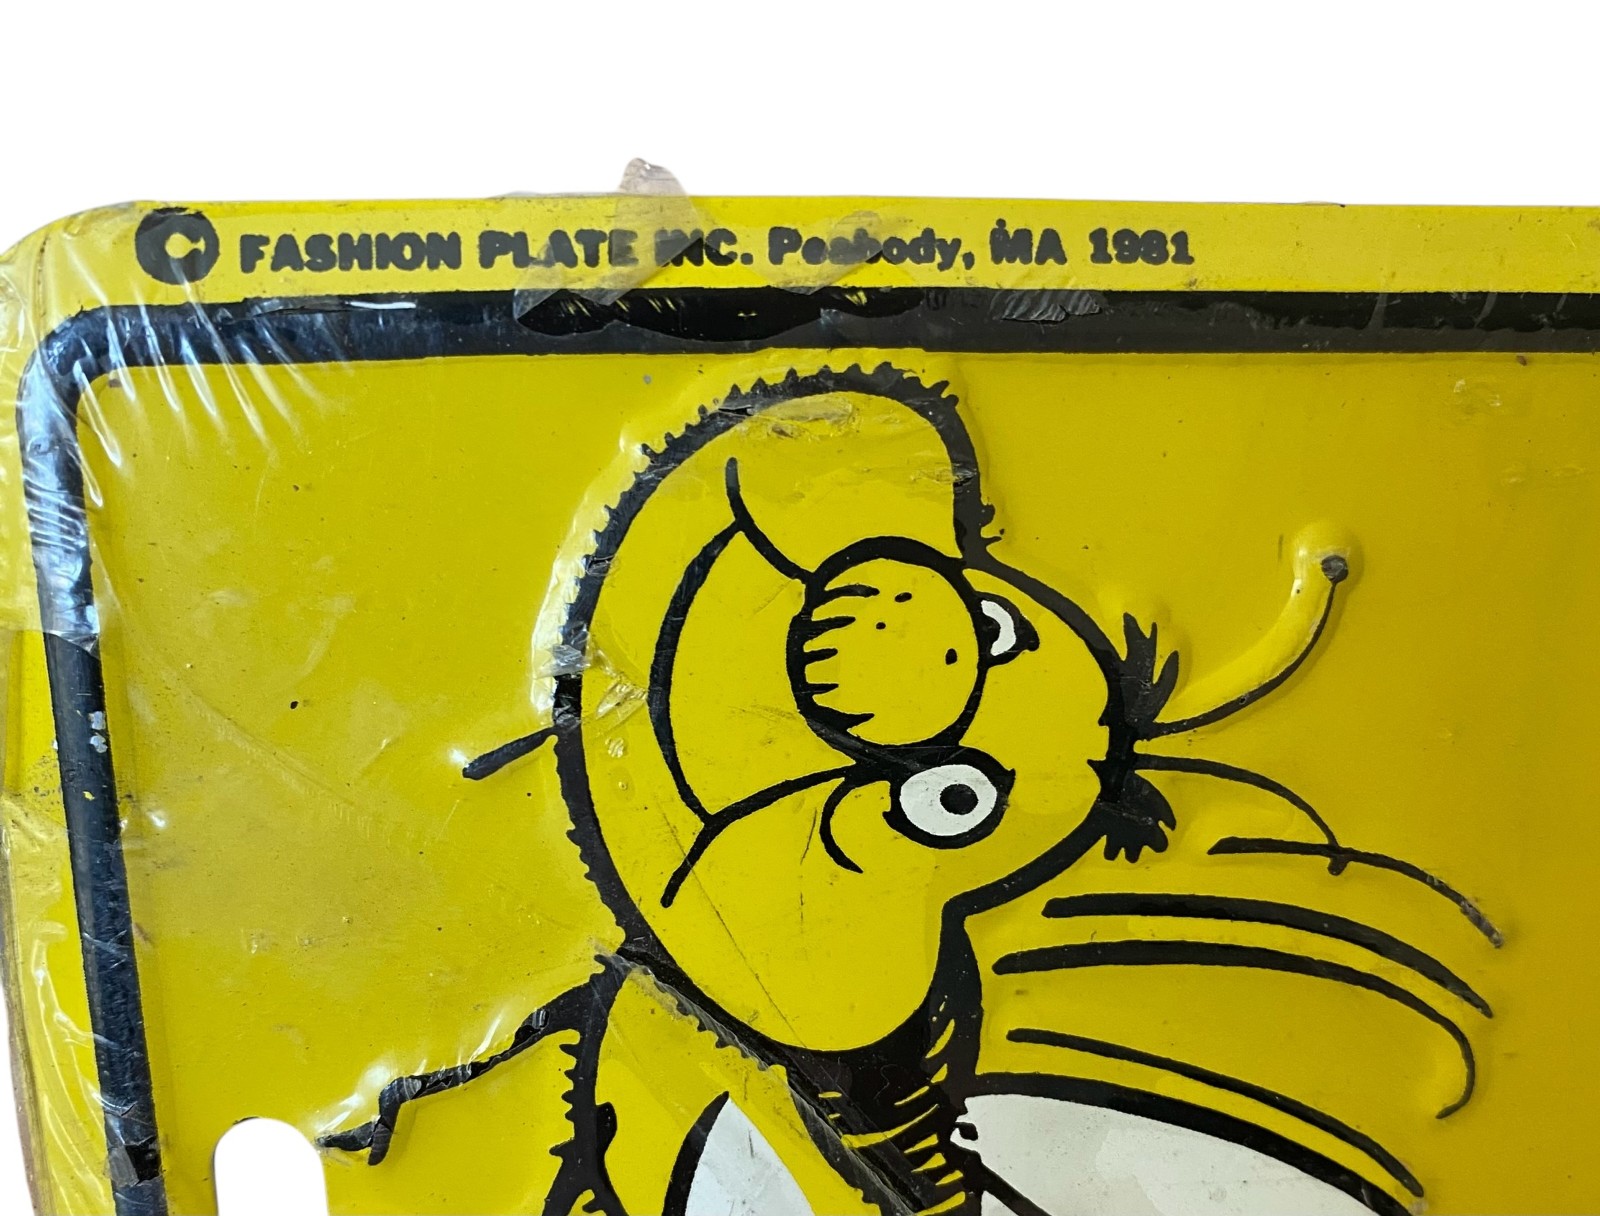 © FASHION PLATE INC. Peabody, MA 1981